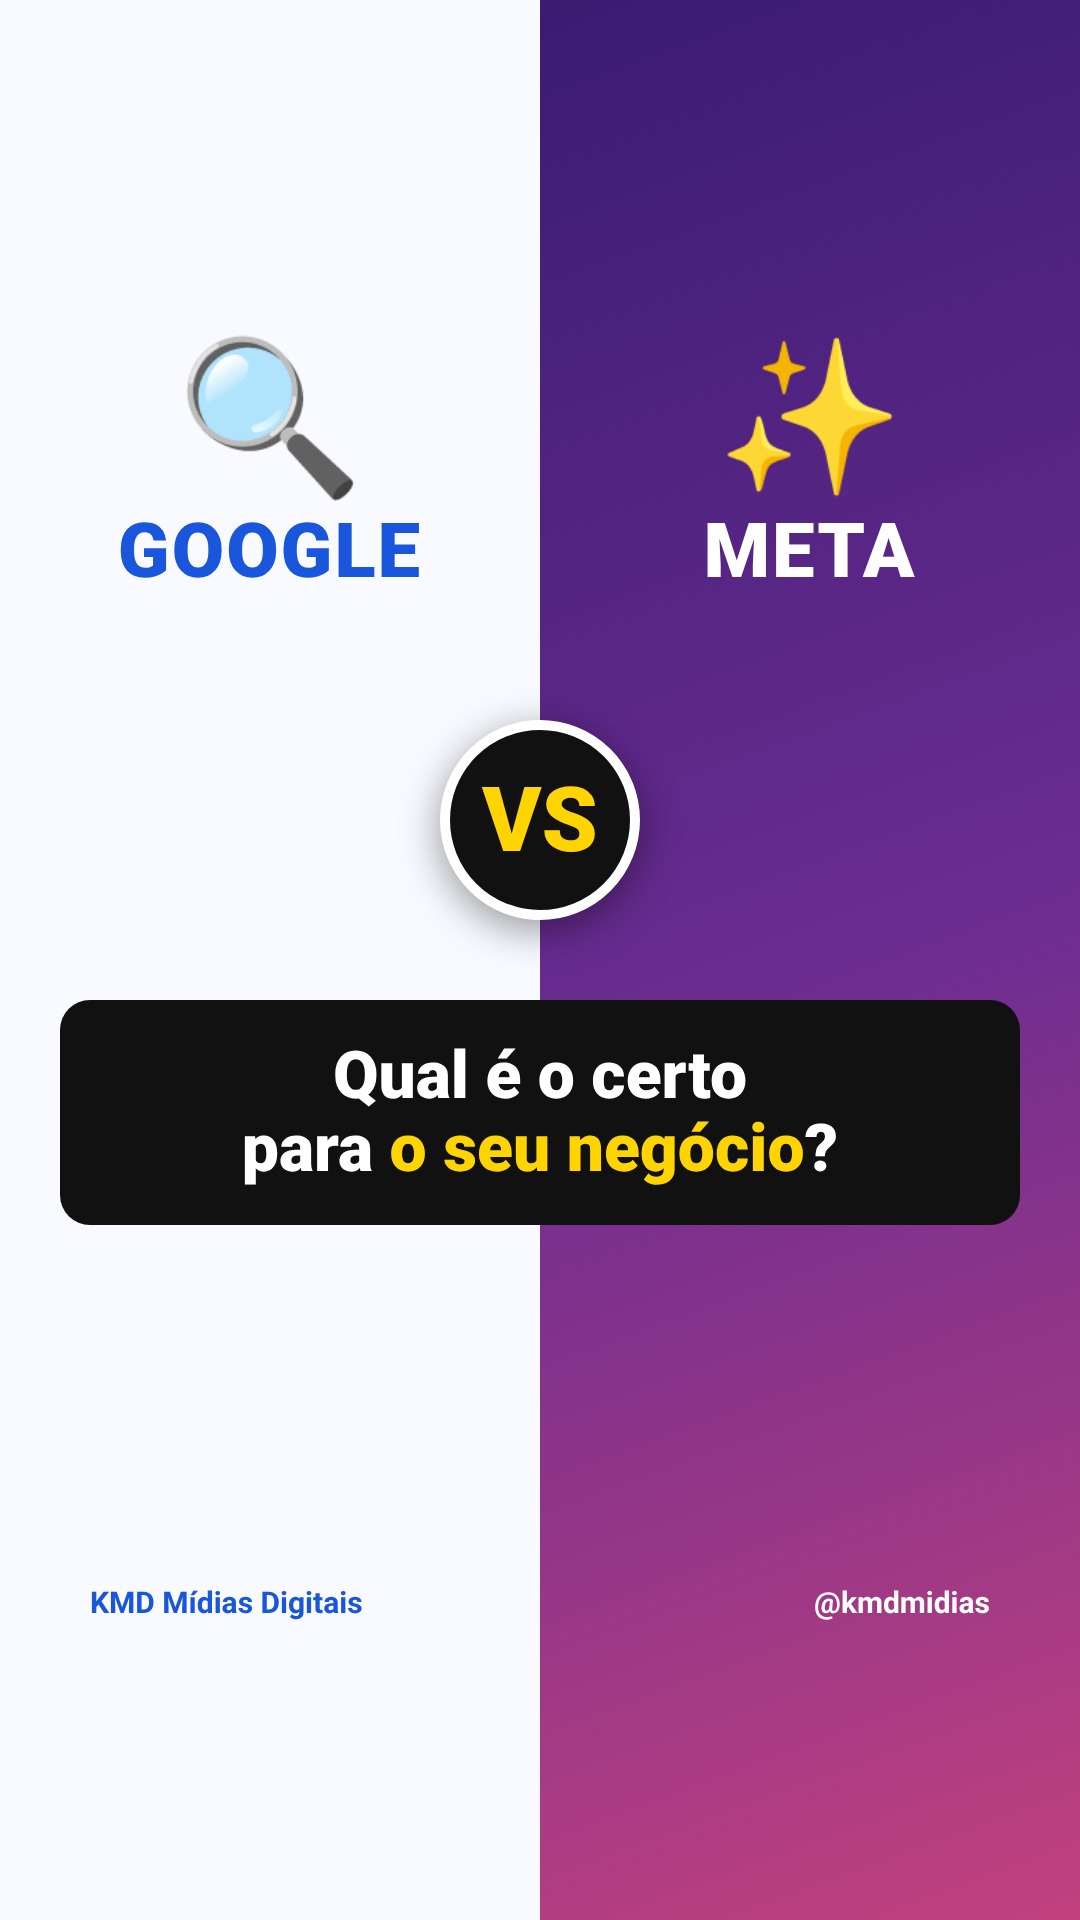 GOOGLE
META
VS
Qual é o certo
para o seu negócio?
KMD Mídias Digitais
@kmdmidias